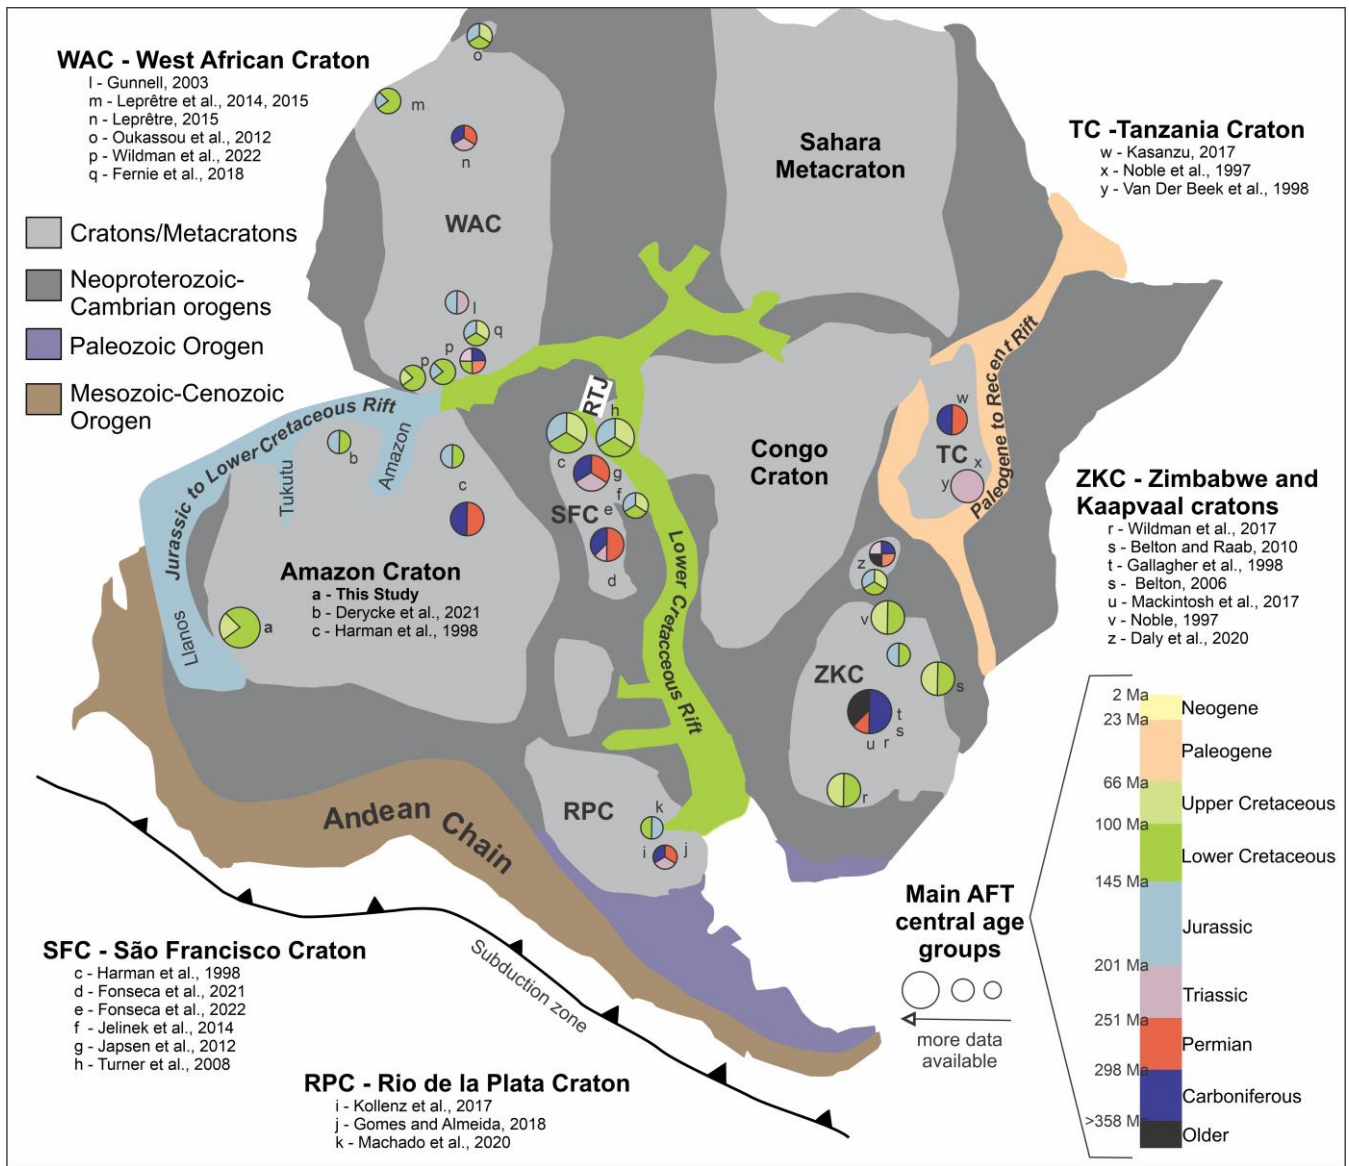 WAC - West African Craton
l - Gunnell, 2003
m - Leprêtre et al., 2014, 2015
n - Leprêtre, 2015
o - Oukassou et al., 2012
p - Wildman et al., 2022
q - Fernie et al., 2018
Cratons/Metacratons
Neoproterozoic-
Cambrian orogens
Paleozoic Orogen
Mesozoic-Cenozoic
Orogen
o
m
n
WAC
l
q
p
p
Sahara
Metacraton
TC -Tanzania Craton
w - Kasanzu, 2017
x - Noble et al., 1997
y - Van Der Beek et al., 1998
Jurassic to Lower Cretaceous Rift
Tukutu
Amazon
Llanos
b
c
a
Amazon Craton
a - This Study
b - Derycke et al., 2021
c - Harman et al., 1998
RTJ
h
c
g
f
SFC
e
d
Lower Cretacceous Rift
Congo
Craton
Paleogene to Recent Rift
w
TC
x
y
ZKC - Zimbabwe and
Kaapvaal cratons
r - Wildman et al., 2017
s - Belton and Raab, 2010
t - Gallagher et al., 1998
s - Belton, 2006
u - Mackintosh et al., 2017
v - Noble, 1997
z - Daly et al., 2020
z
v
ZKC
s
t
s
u r
r
RPC
k
i
j
Andean Chain
Subduction zone
Main AFT
central age
groups
more data
available
2 Ma
Neogene
23 Ma
Paleogene
66 Ma
Upper Cretaceous
100 Ma
Lower Cretaceous
145 Ma
Jurassic
201 Ma
Triassic
251 Ma
Permian
298 Ma
Carboniferous
>358 Ma
Older
SFC - São Francisco Craton
c - Harman et al., 1998
d - Fonseca et al., 2021
e - Fonseca et al., 2022
f - Jelinek et al., 2014
g - Japsen et al., 2012
h - Turner et al., 2008
RPC - Rio de la Plata Craton
i - Kollenz et al., 2017
j - Gomes and Almeida, 2018
k - Machado et al., 2020